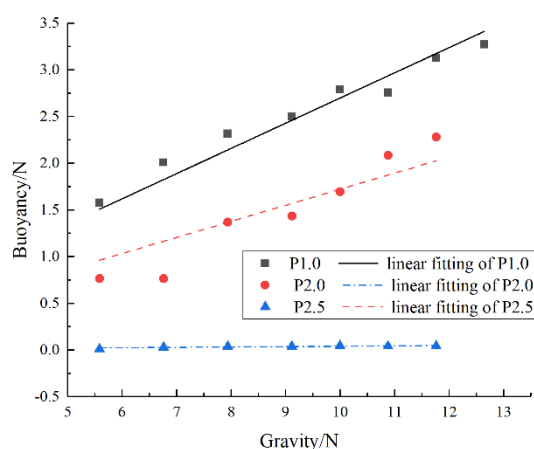 3.5
3.0
2.5
2.0
1.5
1.0
0.5
0.0
-0.5
Buoyancy/N
P1.0 linear fitting of P1.0
P2.0 linear fitting of P2.0
P2.5 linear fitting of P2.5
5 6 7 8 9 10 11 12 13
Gravity/N